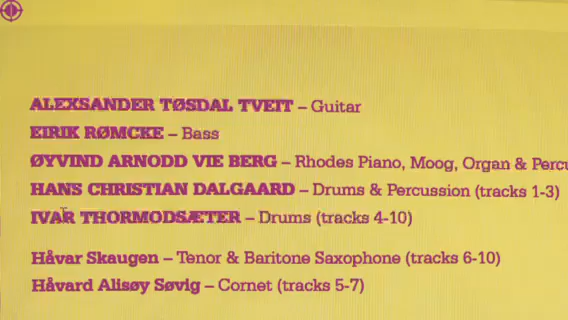 ALEXSANDER TØSDAL TVEIT – Guitar
EIRIK RØMCKE – Bass
ØYVIND ARNODD VIE BERG – Rhodes Piano, Moog, Organ & Percu
HANS CHRISTIAN DALGAARD – Drums & Percussion (tracks 1-3)
IVAR THORMODSÆTER – Drums (tracks 4-10)
Håvar Skaugen – Tenor & Baritone Saxophone (tracks 6-10)
Håvard Alisøy Søvig – Cornet (tracks 5-7)